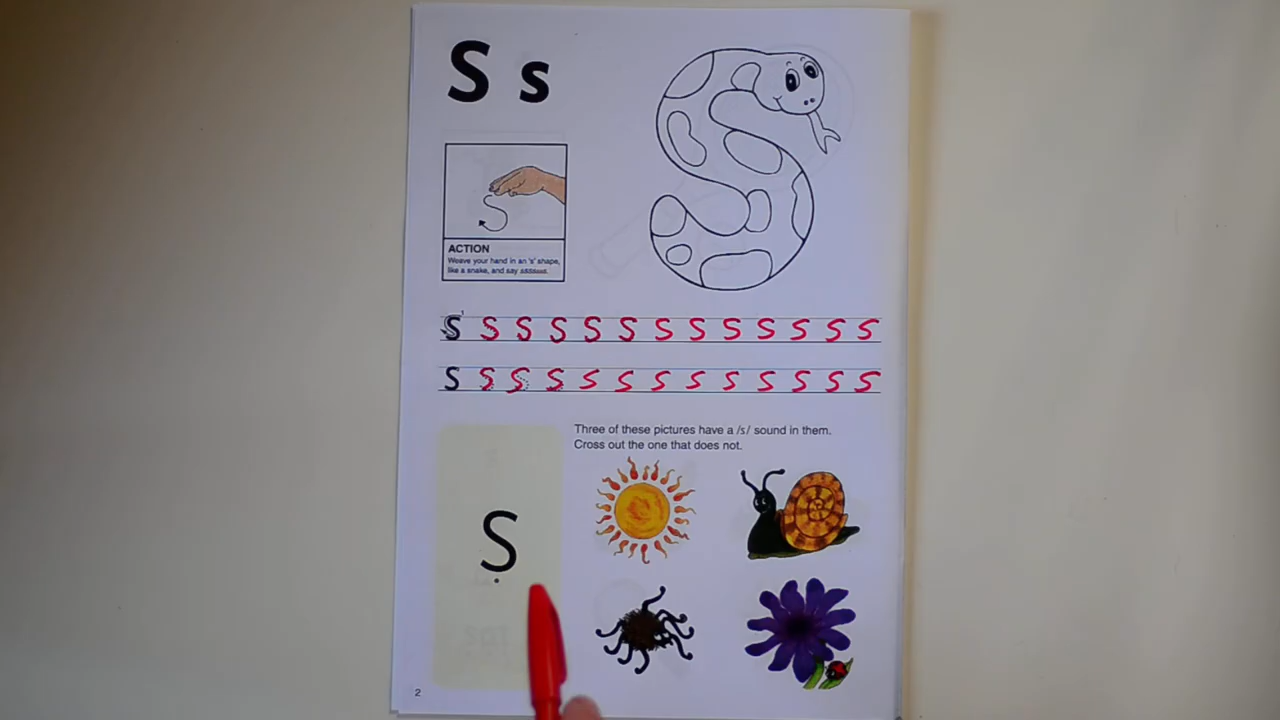 S s
ACTION
Weave your hand in an 's' shape,
like a snake, and say ssssss.
s s s s s s s s s s s s s
s s s s s s s s s s s s s
Three of these pictures have a /s/ sound in them.
Cross out the one that does not.
s
2